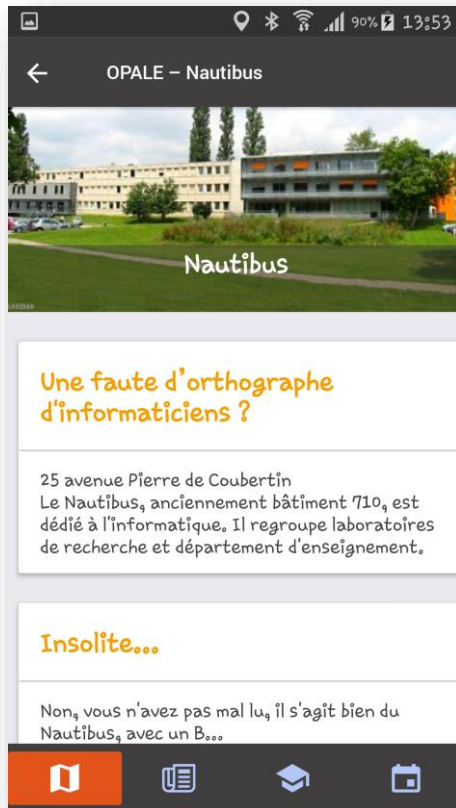 90% 13:53
OPALE – Nautibus
Nautibus
Une faute d’orthographe
d'informaticiens ?
25 avenue Pierre de Coubertin
Le Nautibus, anciennement bâtiment 710, est
dédié à l'informatique. Il regroupe laboratoires
de recherche et département d'enseignement.
Insolite...
Non, vous n'avez pas mal lu, il s'agit bien du
Nautibus, avec un B...